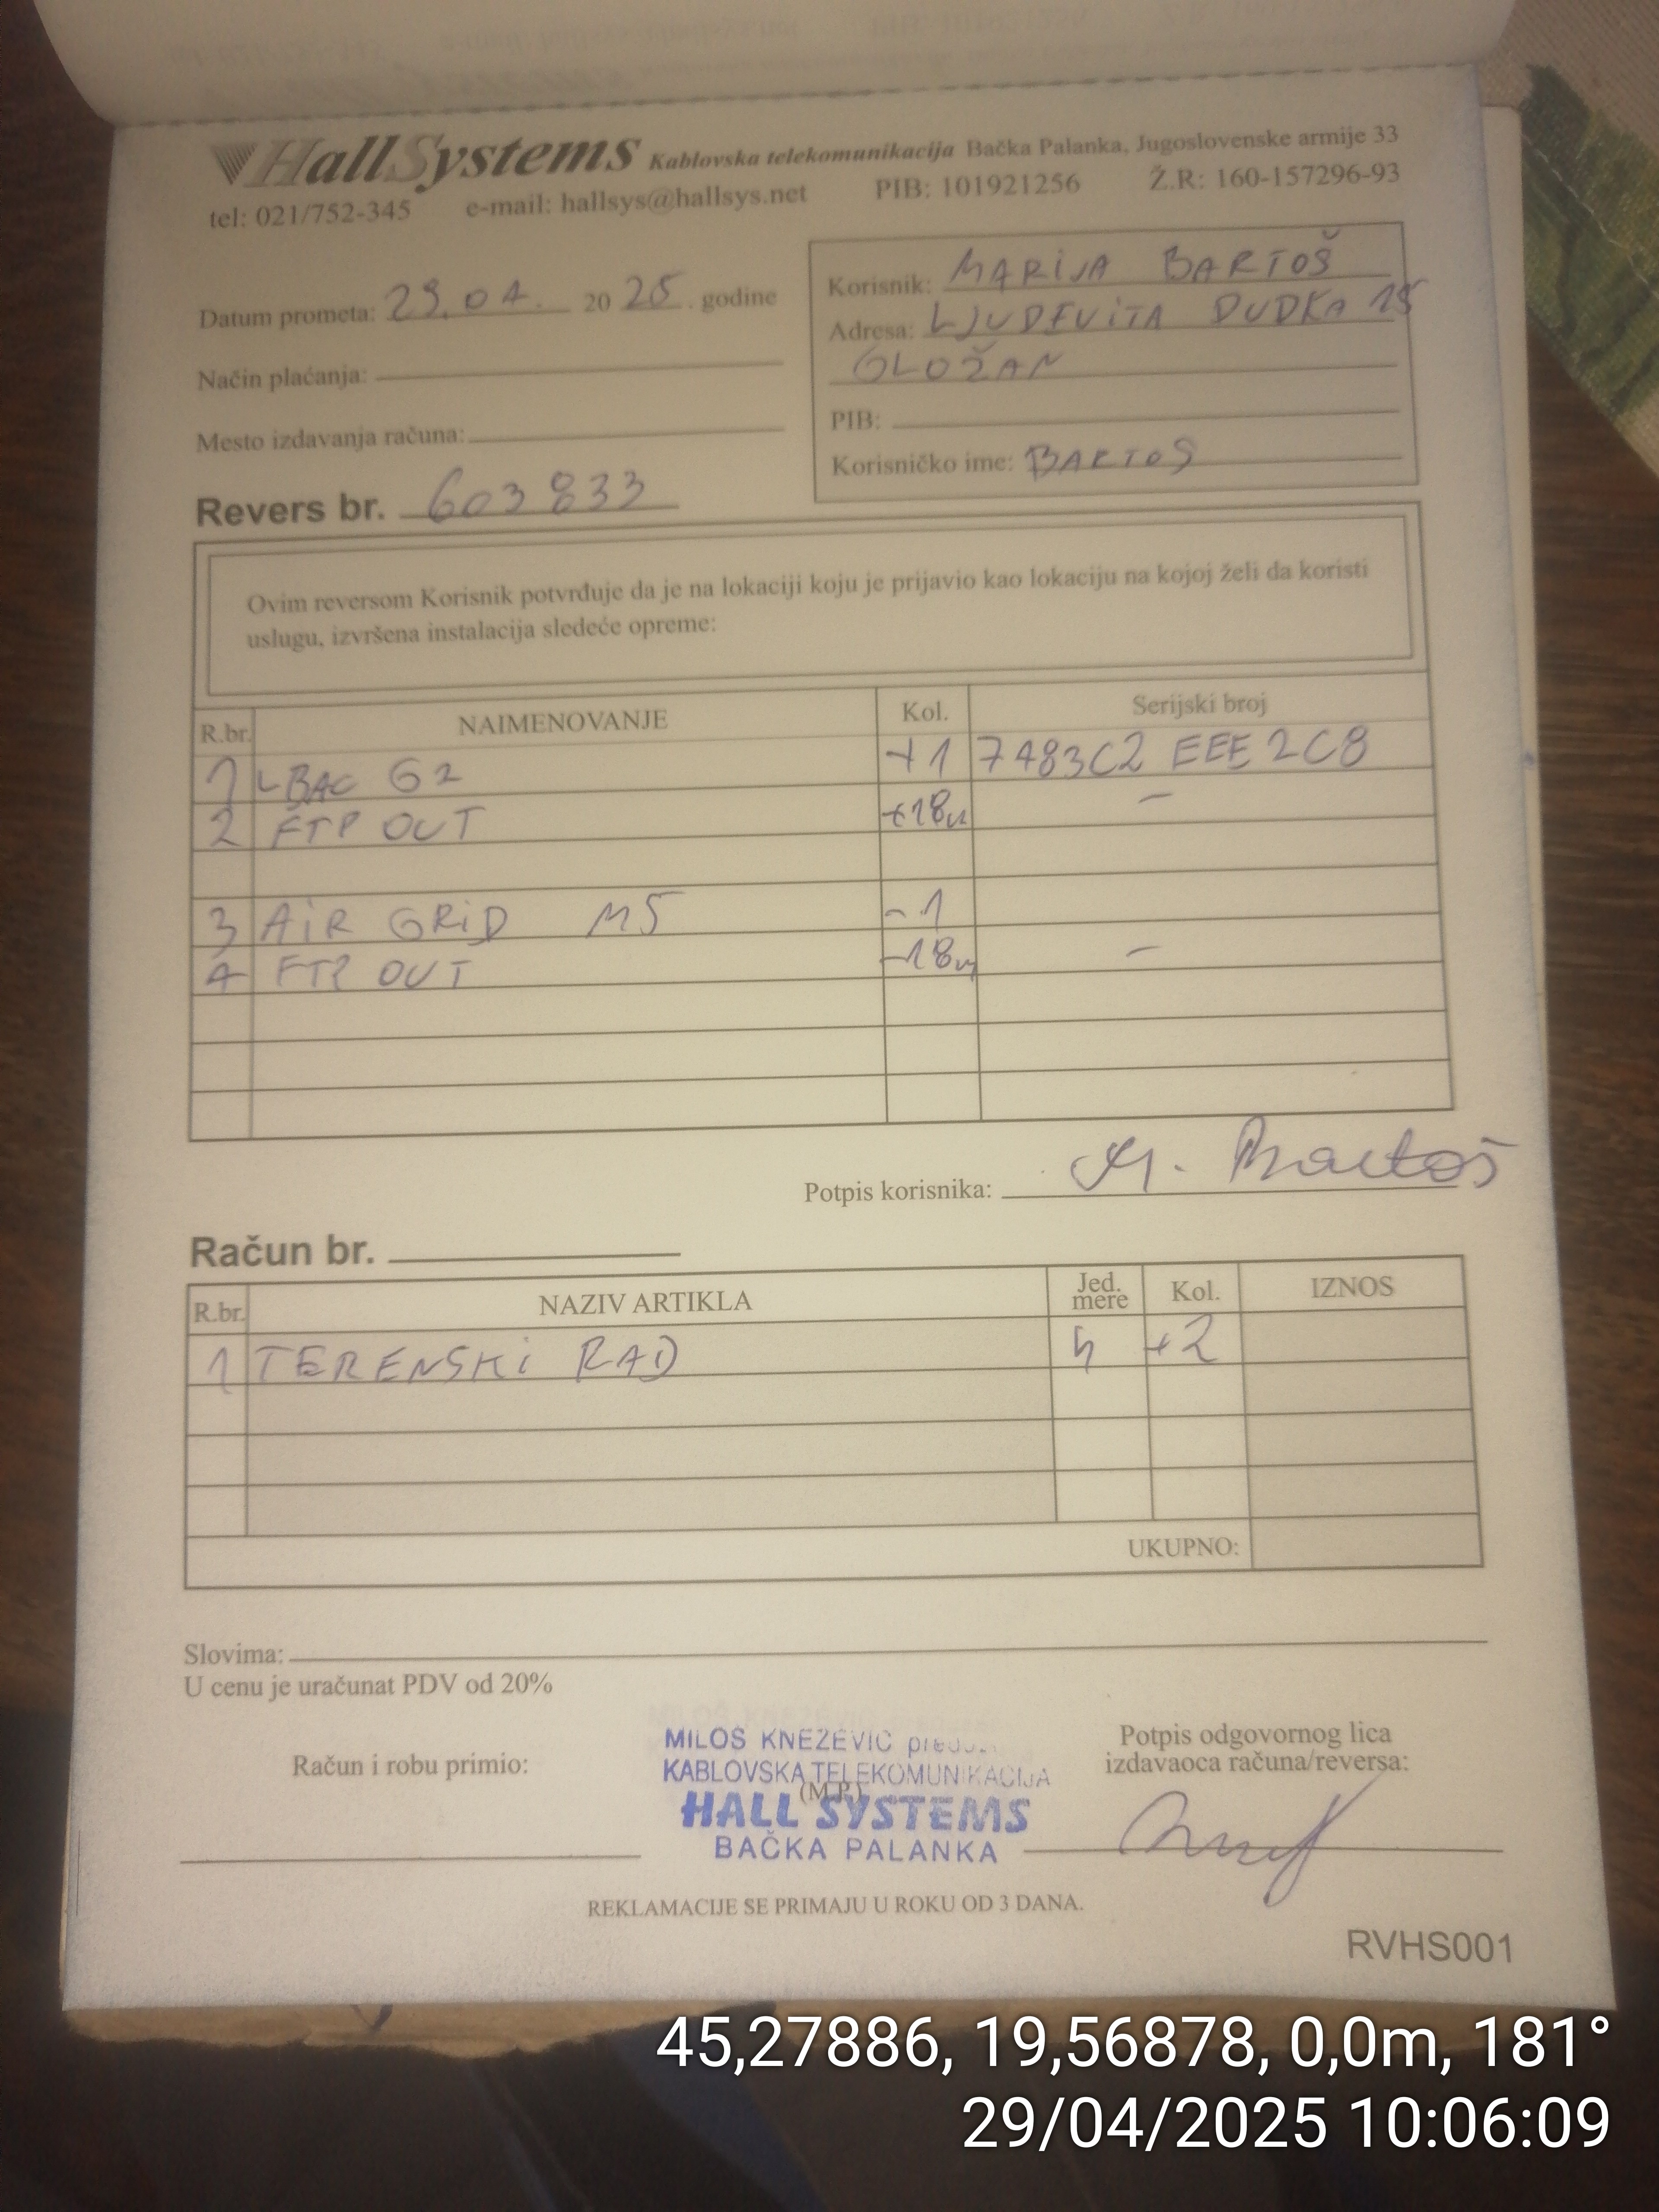 HallSystems Kablovska telekomunikacija Bačka Palanka, Jugoslovenske armije 33
tel: 021/752-345 e-mail: hallsys@hallsys.net PIB: 101921256 Ž.R: 160-157296-93
Datum prometa: 29.04. 2025. godine
Način plaćanja:
Mesto izdavanja računa:
Korisnik: MARIJA BARTOŠ
Adresa: LJUDEVITA DUDKA 15
GLOŽAN
PIB:
Korisničko ime: BARTOS
Revers br. 603833
Ovim reversom Korisnik potvrđuje da je na lokaciji koju je prijavio kao lokaciju na kojoj želi da koristi
uslugu, izvršena instalacija sledeće opreme:
R.br. NAIMENOVANJE Kol. Serijski broj
1 LBAC G2 +1 7483C2 EEE2C8
2 FTP OUT +18m –
3 AIR GRID M5 -1
4 FTP OUT -18m –
Potpis korisnika: M. Bartoš
Račun br.
R.br. NAZIV ARTIKLA Jed. mere Kol. IZNOS
1 TERENSKI RAD h +2
UKUPNO:
Slovima:
U cenu je uračunat PDV od 20%
Račun i robu primio:
MILOŠ KNEŽEVIĆ
KABLOVSKA TELEKOMUNIKACIJA
(M.P.)
HALL SYSTEMS
BAČKA PALANKA
Potpis odgovornog lica
izdavaoca računa/reversa:
REKLAMACIJE SE PRIMAJU U ROKU OD 3 DANA.
RVHS001
45,27886, 19,56878, 0,0m, 181°
29/04/2025 10:06:09